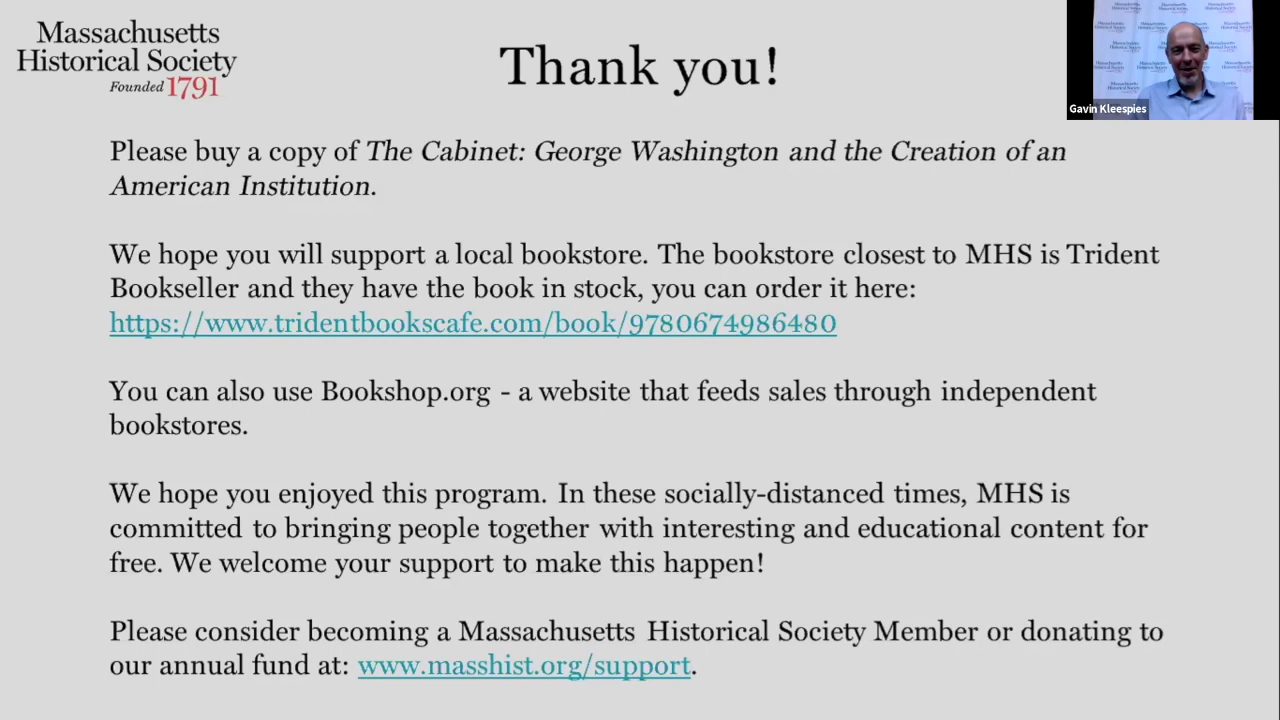 Massachusetts
Historical Society
Founded 1791
Thank you!
Gavin Kleespies
Please buy a copy of The Cabinet: George Washington and the Creation of an
American Institution.
We hope you will support a local bookstore. The bookstore closest to MHS is Trident
Bookseller and they have the book in stock, you can order it here:
https://www.tridentbookscafe.com/book/9780674986480
You can also use Bookshop.org - a website that feeds sales through independent
bookstores.
We hope you enjoyed this program. In these socially-distanced times, MHS is
committed to bringing people together with interesting and educational content for
free. We welcome your support to make this happen!
Please consider becoming a Massachusetts Historical Society Member or donating to
our annual fund at: www.masshist.org/support.